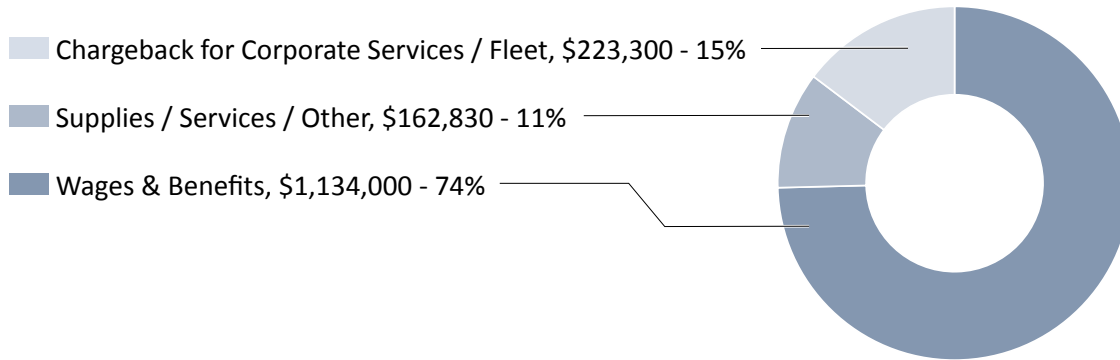 Chargeback for Corporate Services / Fleet, $223,300 - 15%
Supplies / Services / Other, $162,830 - 11%
Wages & Benefits, $1,134,000 - 74%